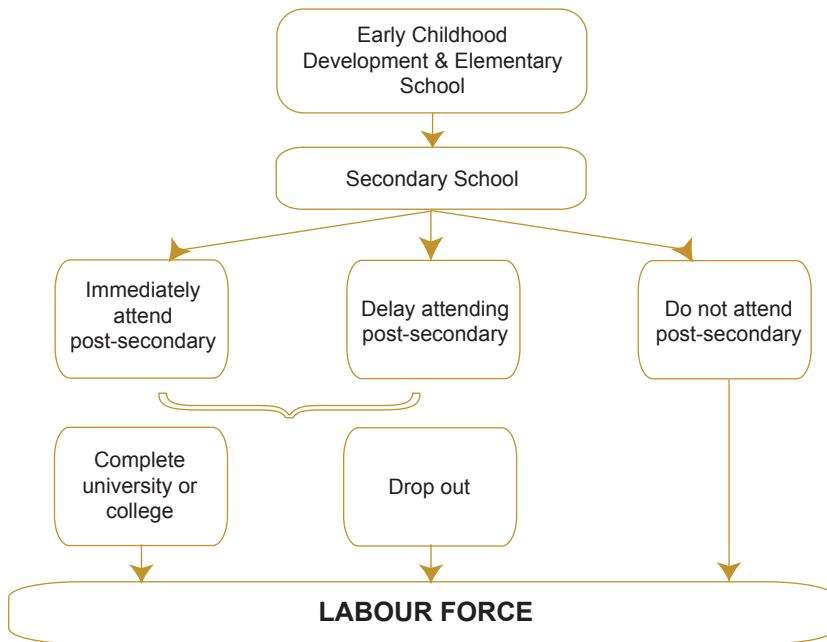 Early Childhood
Development & Elementary
School
Secondary School
Immediately
attend
post-secondary
Delay attending
post-secondary
Do not attend
post-secondary
Complete
university or
college
Drop out
LABOUR FORCE